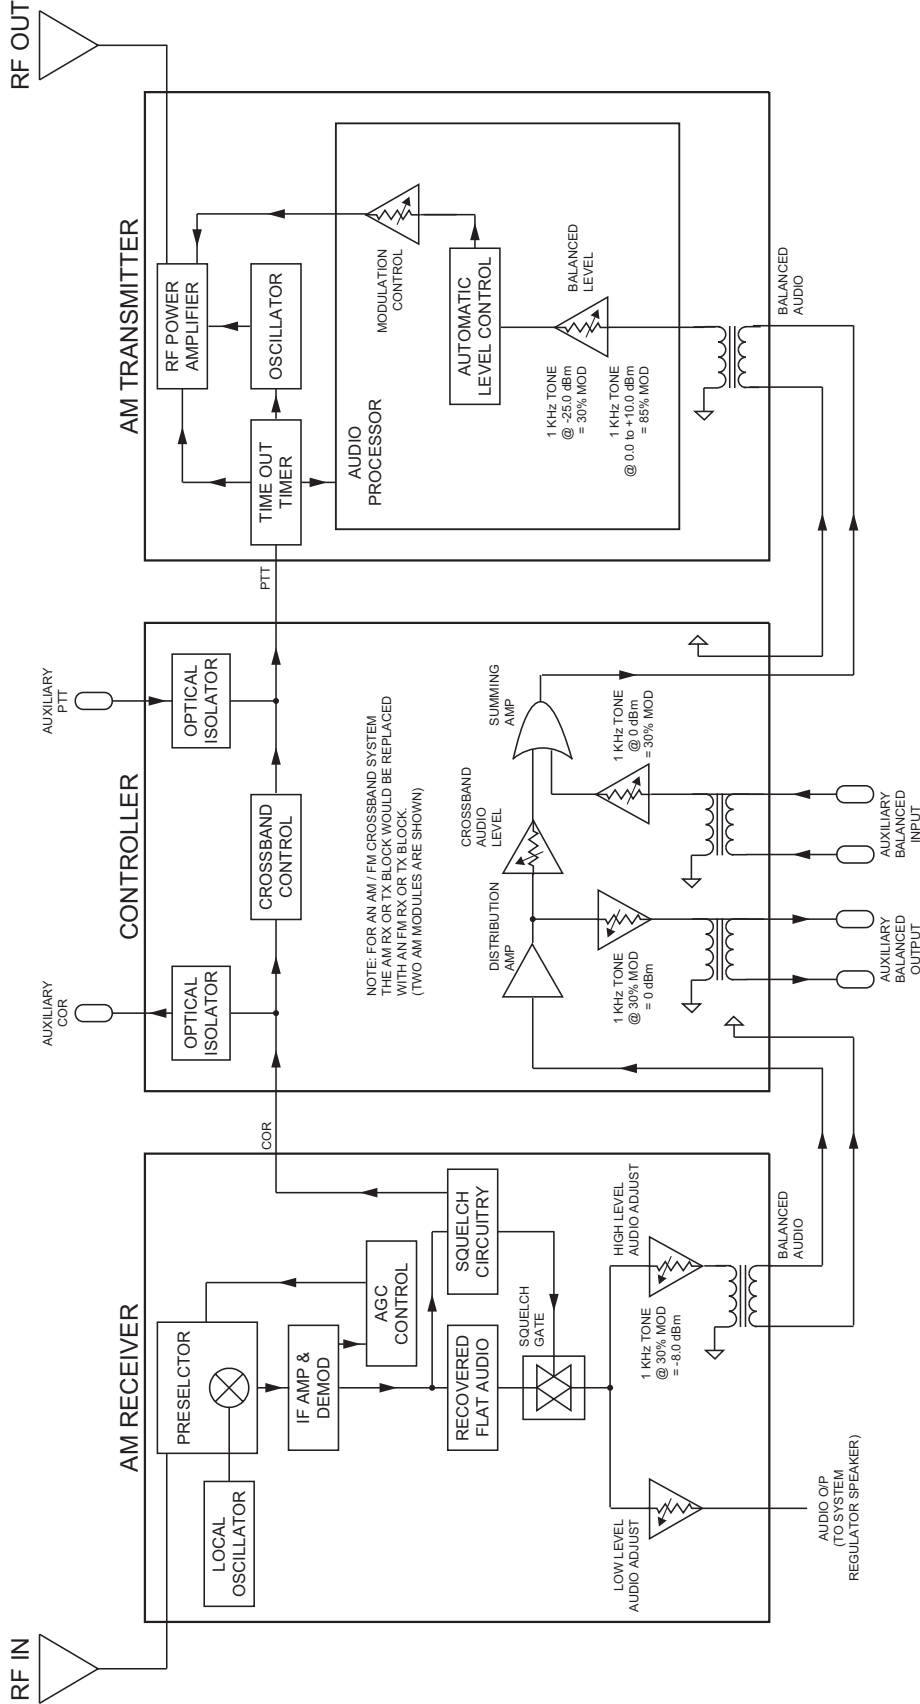 RF IN
AM RECEIVER
LOCAL
OSCILLATOR
PRESELCTOR
IF AMP &
DEMOD
AGC
CONTROL
RECOVERED
FLAT AUDIO
SQUELCH
CIRCUITRY
SQUELCH
GATE
LOW LEVEL
AUDIO ADJUST
HIGH LEVEL
AUDIO ADJUST
1 KHz TONE
@ 30% MOD
= -8.0 dBm
AUDIO O/P
(TO SYSTEM
REGULATOR SPEAKER)
BALANCED
AUDIO
COR
CONTROLLER
AUXILIARY
COR
AUXILIARY
PTT
OPTICAL
ISOLATOR
CROSSBAND
CONTROL
OPTICAL
ISOLATOR
NOTE: FOR AN AM / FM CROSSBAND SYSTEM
THE AM RX OR TX BLOCK WOULD BE REPLACED
WITH AN FM RX OR TX BLOCK.
(TWO AM MODULES ARE SHOWN)
DISTRIBUTION
AMP
CROSSBAND
AUDIO
LEVEL
SUMMING
AMP
1 KHz TONE
@ 30% MOD
= 0 dBm
1 KHz TONE
@ 0 dBm
= 30% MOD
AUXILIARY
BALANCED
OUTPUT
AUXILIARY
BALANCED
INPUT
PTT
AM TRANSMITTER
RF OUT
TIME OUT
TIMER
OSCILLATOR
RF POWER
AMPLIFIER
AUDIO
PROCESSOR
MODULATION
CONTROL
AUTOMATIC
LEVEL CONTROL
BALANCED
LEVEL
1 KHz TONE
@ -25.0 dBm
= 30% MOD
1 KHz TONE
@ 0.0 to +10.0 dBm
= 85% MOD
BALANCED
AUDIO